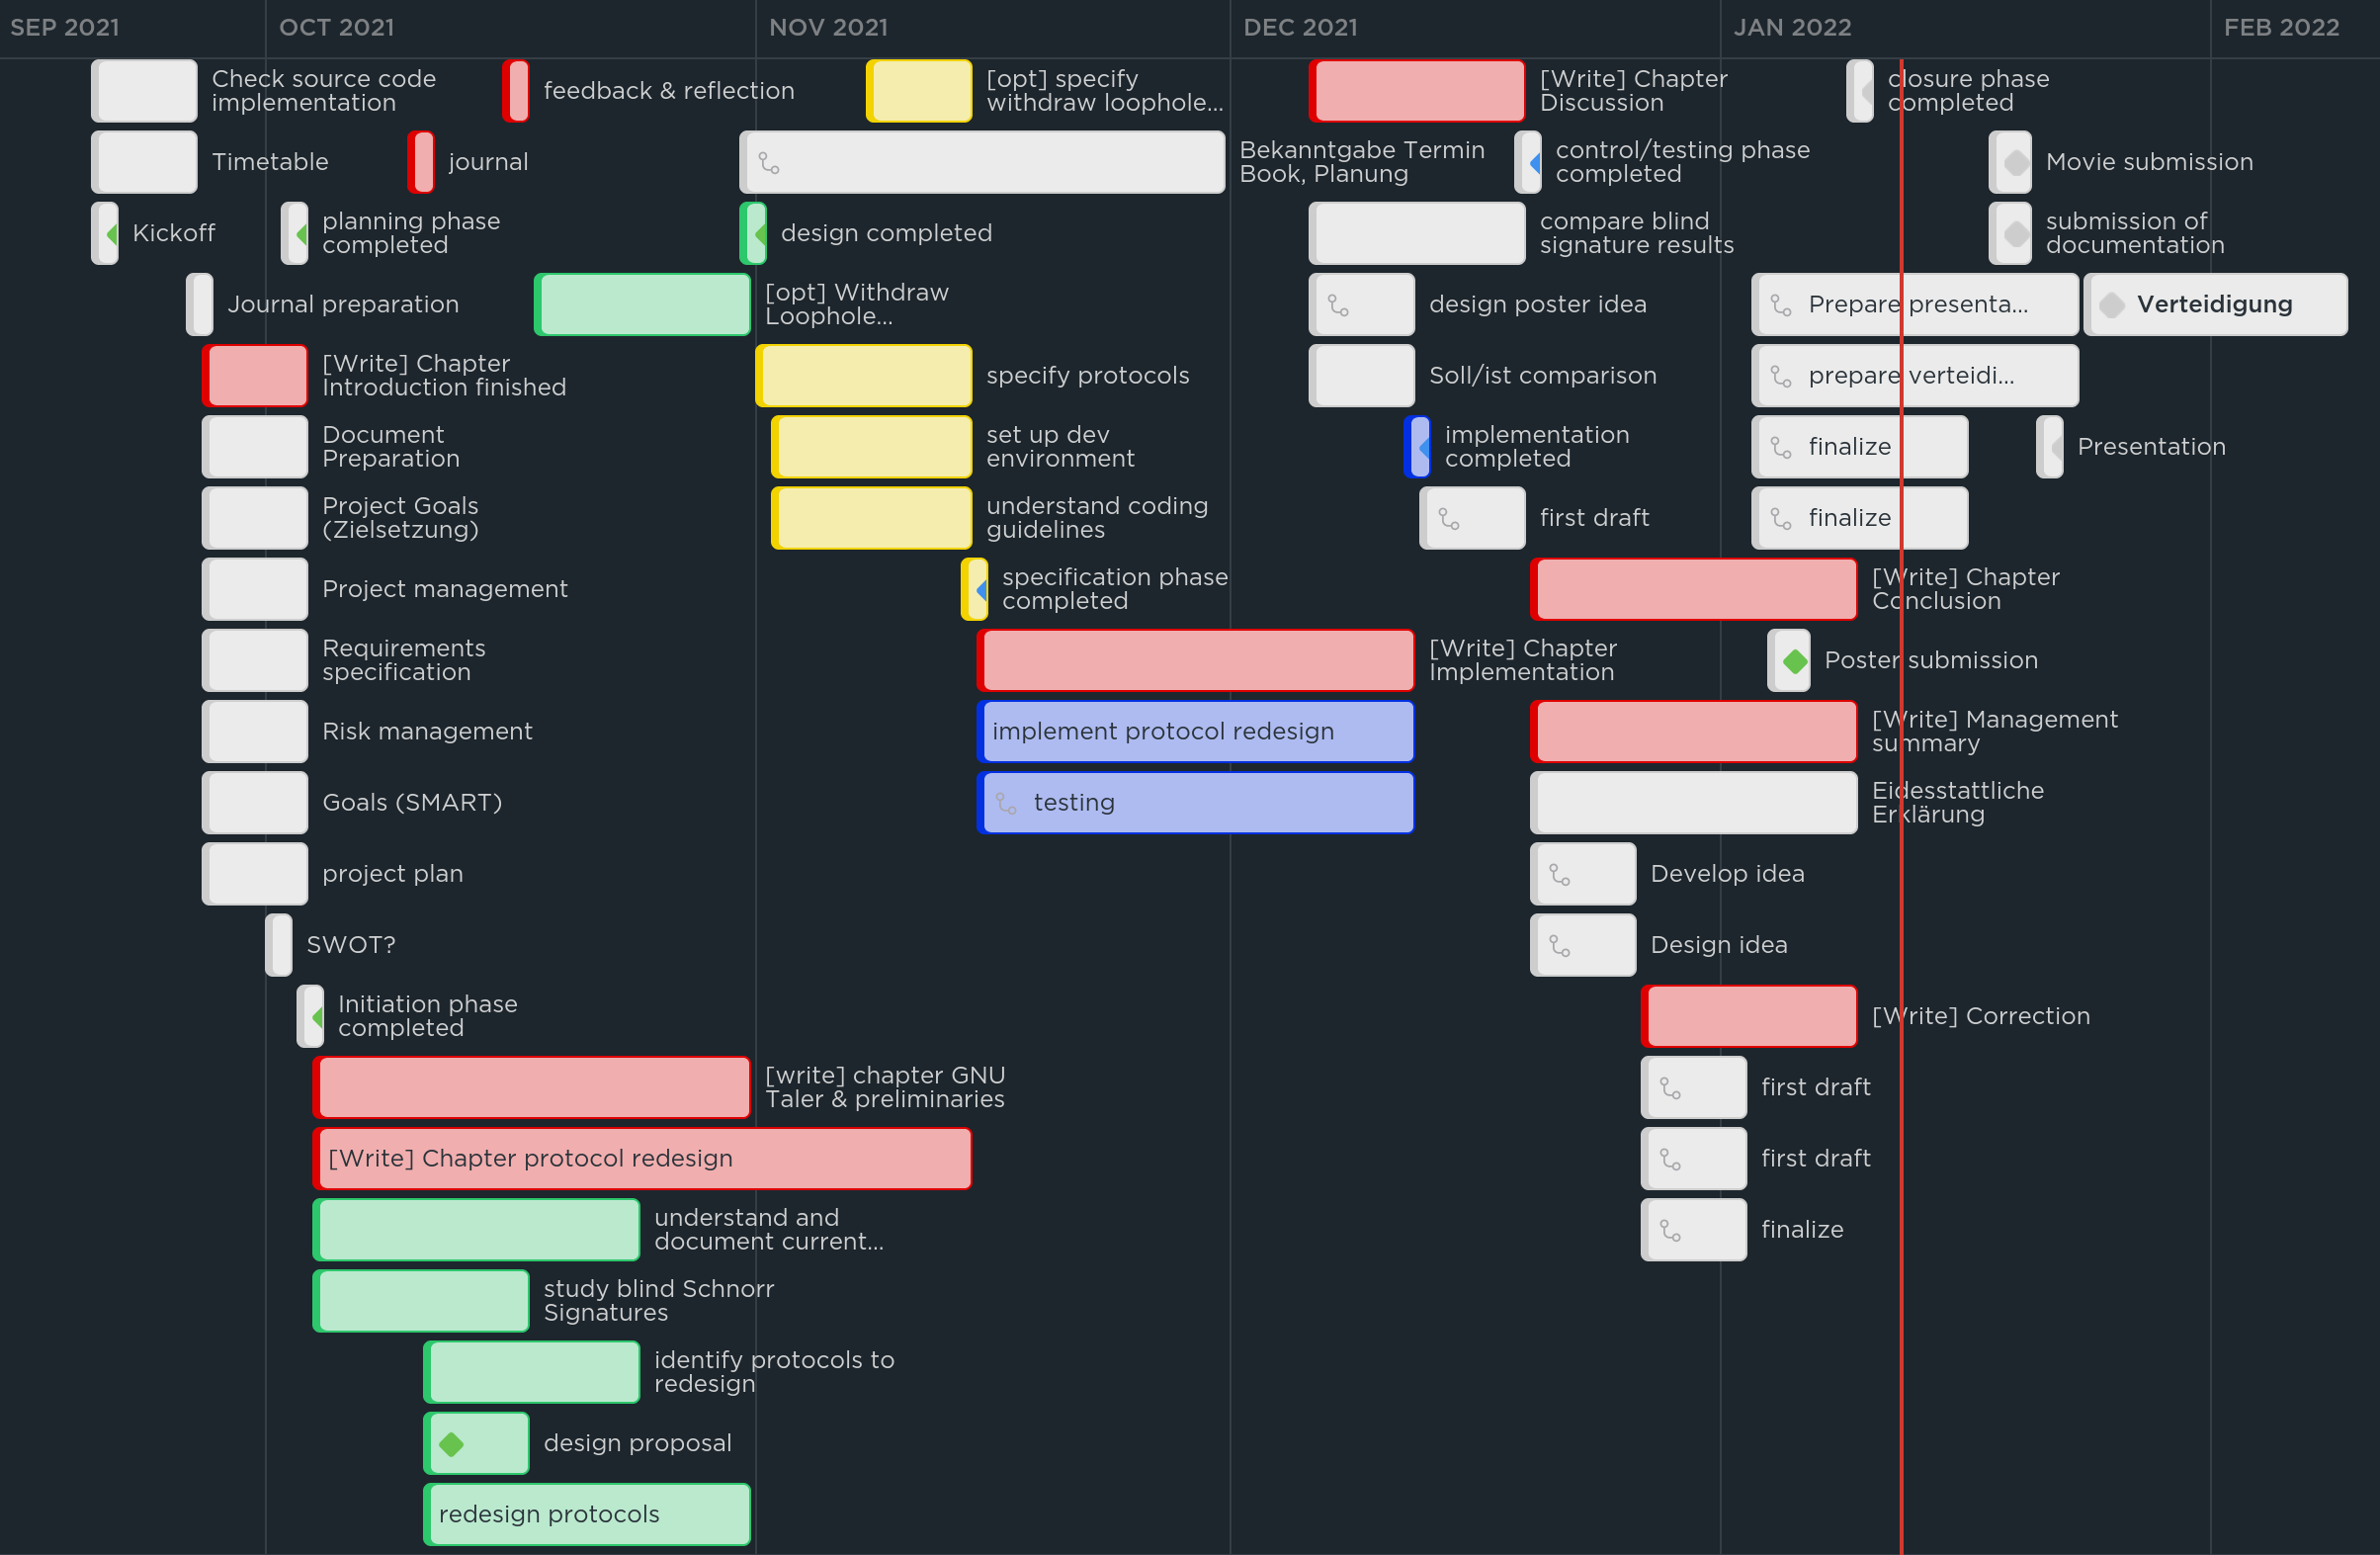 SEP 2021
OCT 2021
NOV 2021
DEC 2021
JAN 2022
FEB 2022
Check source code
implementation
feedback & reflection
[opt] specify
withdraw loophole...
[Write] Chapter
Discussion
closure phase
completed
Timetable
journal
Bekanntgabe Termin
Book, Planung
control/testing phase
completed
Movie submission
Kickoff
planning phase
completed
design completed
compare blind
signature results
submission of
documentation
Journal preparation
[opt] Withdraw
Loophole...
design poster idea
Prepare presenta...
Verteidigung
[Write] Chapter
Introduction finished
specify protocols
Soll/ist comparison
prepare verteidi...
Document
Preparation
set up dev
environment
implementation
completed
finalize
Presentation
Project Goals
(Zielsetzung)
understand coding
guidelines
first draft
finalize
Project management
specification phase
completed
[Write] Chapter
Conclusion
Requirements
specification
[Write] Chapter
Implementation
Poster submission
Risk management
implement protocol redesign
[Write] Management
summary
Goals (SMART)
testing
Eidesstattliche
Erklärung
project plan
Develop idea
SWOT?
Design idea
Initiation phase
completed
[Write] Correction
[write] chapter GNU
Taler & preliminaries
first draft
[Write] Chapter protocol redesign
first draft
understand and
document current...
finalize
study blind Schnorr
Signatures
identify protocols to
redesign
design proposal
redesign protocols